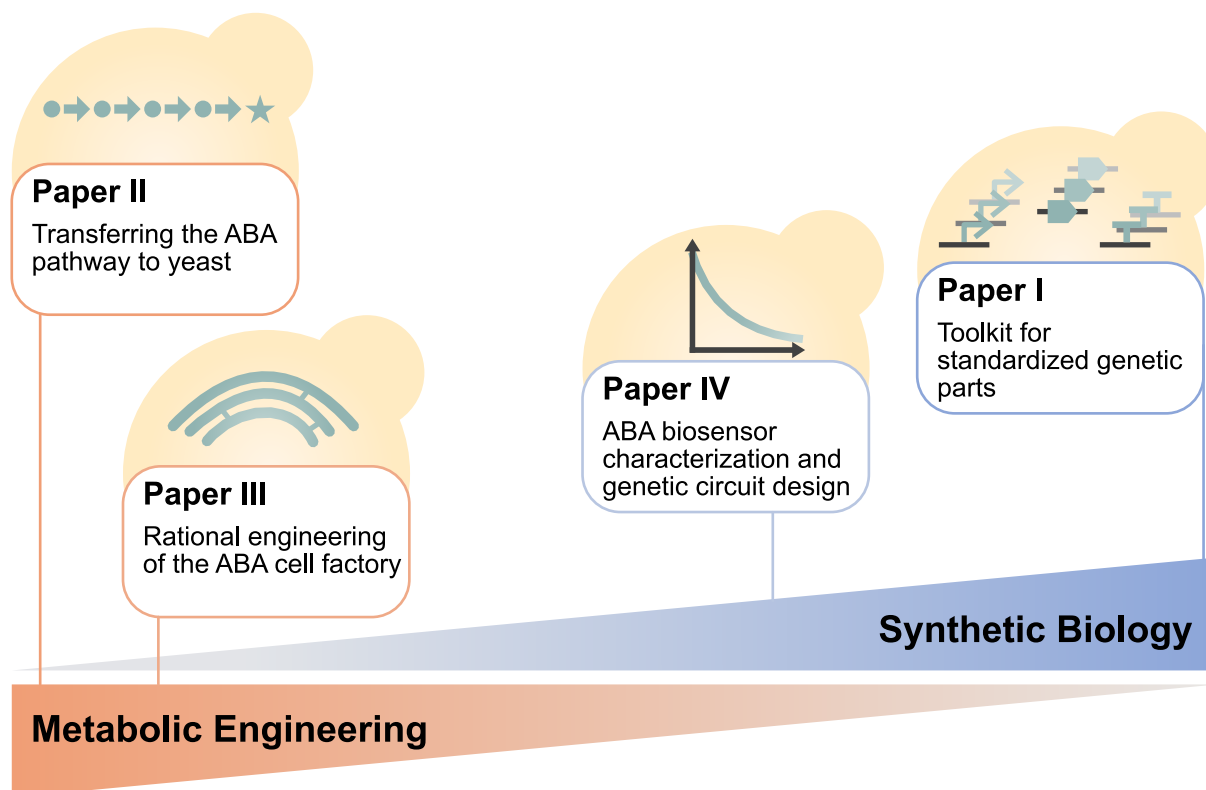 Paper II
Transferring the ABA
pathway to yeast
Paper III
Rational engineering
of the ABA cell factory
Paper IV
ABA biosensor
characterization and
genetic circuit design
Paper I
Toolkit for
standardized genetic
parts
Synthetic Biology
Metabolic Engineering